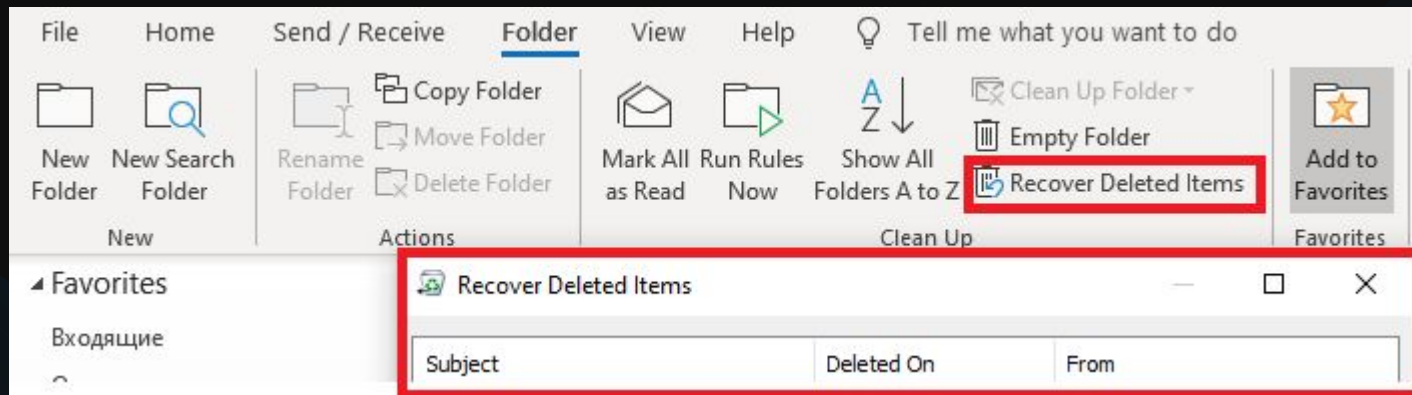 File Home Send / Receive Folder View Help Tell me what you want to do
New Folder
New Search Folder
Rename Folder
Copy Folder
Move Folder
Delete Folder
Mark All as Read
Run Rules Now
Show All Folders A to Z
Clean Up Folder
Empty Folder
Recover Deleted Items
Add to Favorites
New Actions Clean Up Favorites
Favorites
Входящие
Recover Deleted Items
Subject Deleted On From